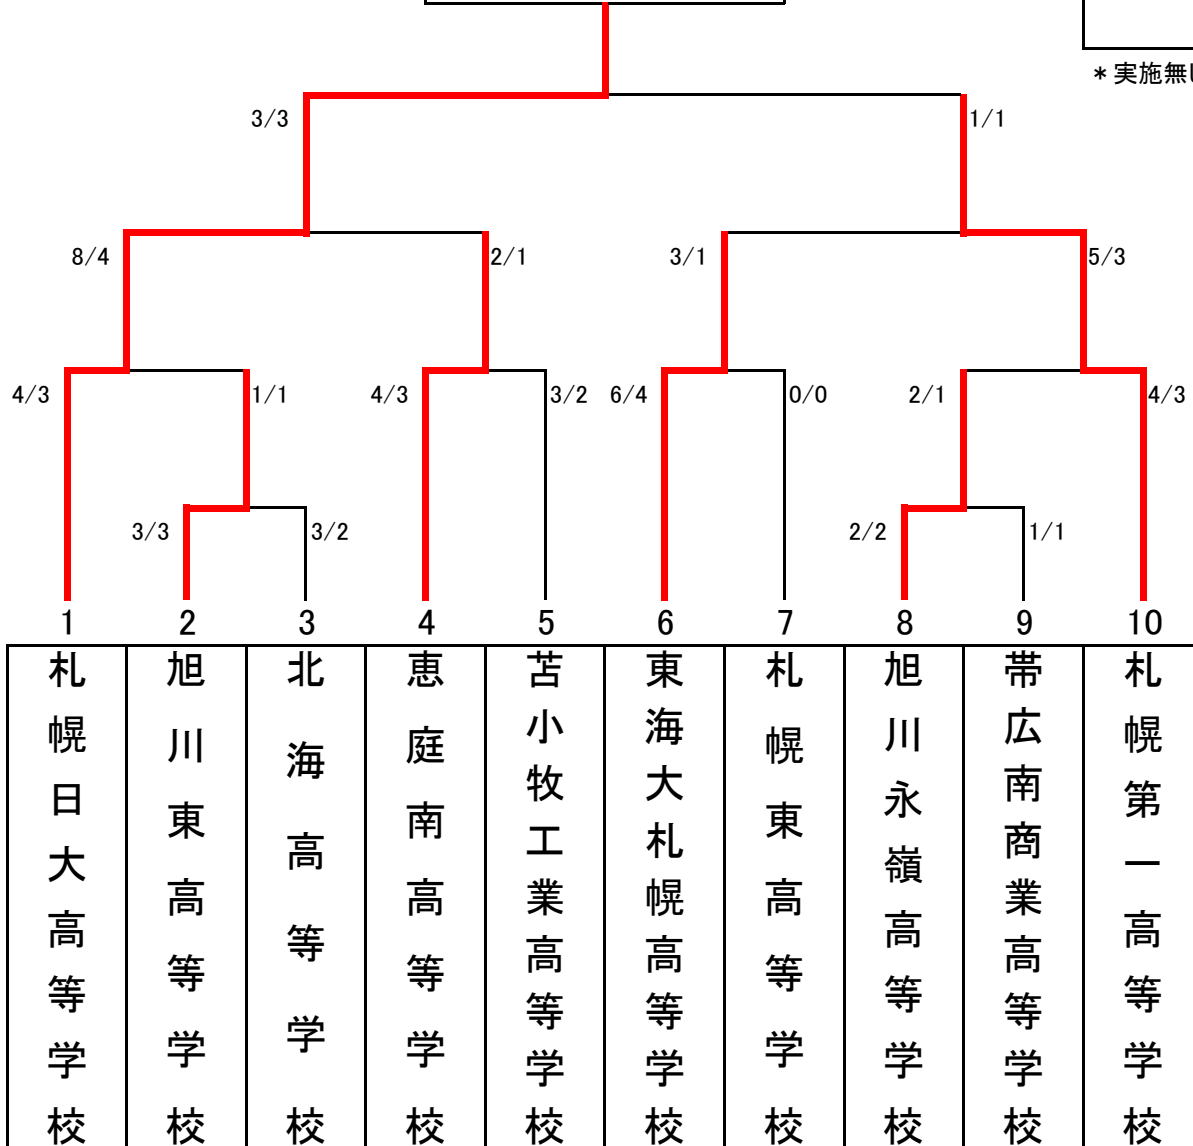 ＊実施無し
3/3
1/1
8/4
2/1
3/1
5/3
4/3
1/1
4/3
3/2
6/4
0/0
2/1
4/3
3/3
3/2
2/2
1/1
1 2 3 4 5 6 7 8 9 10
札幌日大高等学校
旭川東高等学校
北海高等学校
恵庭南高等学校
苫小牧工業高等学校
東海大札幌高等学校
札幌東高等学校
旭川永嶺高等学校
帯広南商業高等学校
札幌第一高等学校